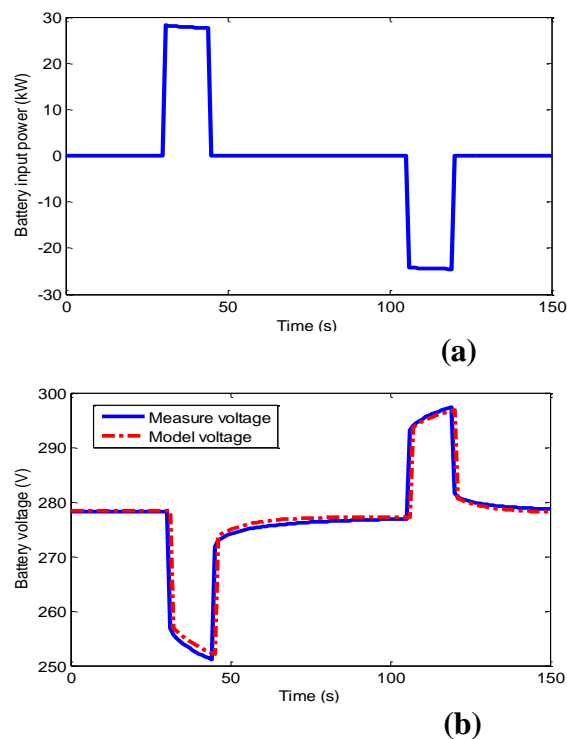 Battery input power (kW)
30
20
10
0
-10
-20
-30
0
50
100
150
Time (s)
(a)
Battery voltage (V)
300
290
280
270
260
250
Measure voltage
Model voltage
0
50
100
150
Time (s)
(b)